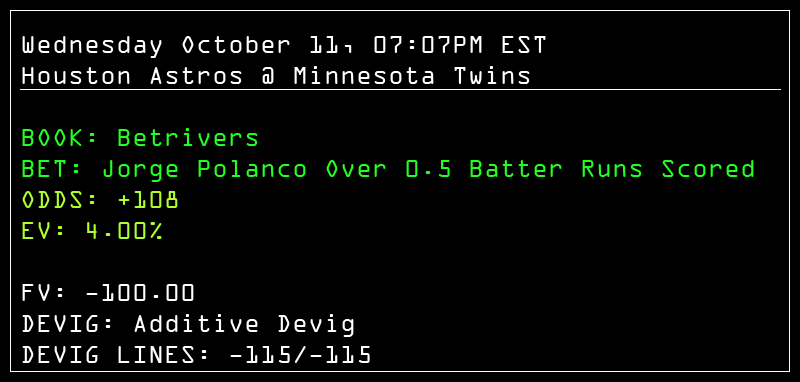 Wednesday October 11, 07:07PM EST
Houston Astros @ Minnesota Twins
BOOK: Betrivers
BET: Jorge Polanco Over 0.5 Batter Runs Scored
ODDS: +108
EV: 4.00%
FV: -100.00
DEVIG: Additive Devig
DEVIG LINES: -115/-115